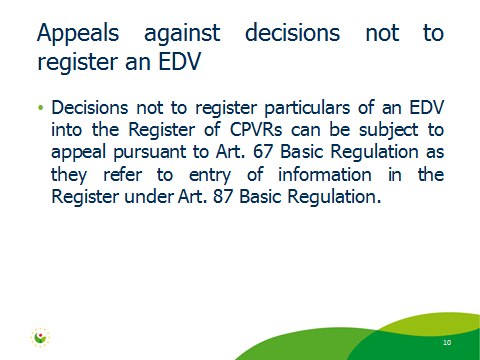 Appeals against decisions not to
register an EDV
• Decisions not to register particulars of an EDV
into the Register of CPVRs can be subject to
appeal pursuant to Art. 67 Basic Regulation as
they refer to entry of information in the
Register under Art. 87 Basic Regulation.
10